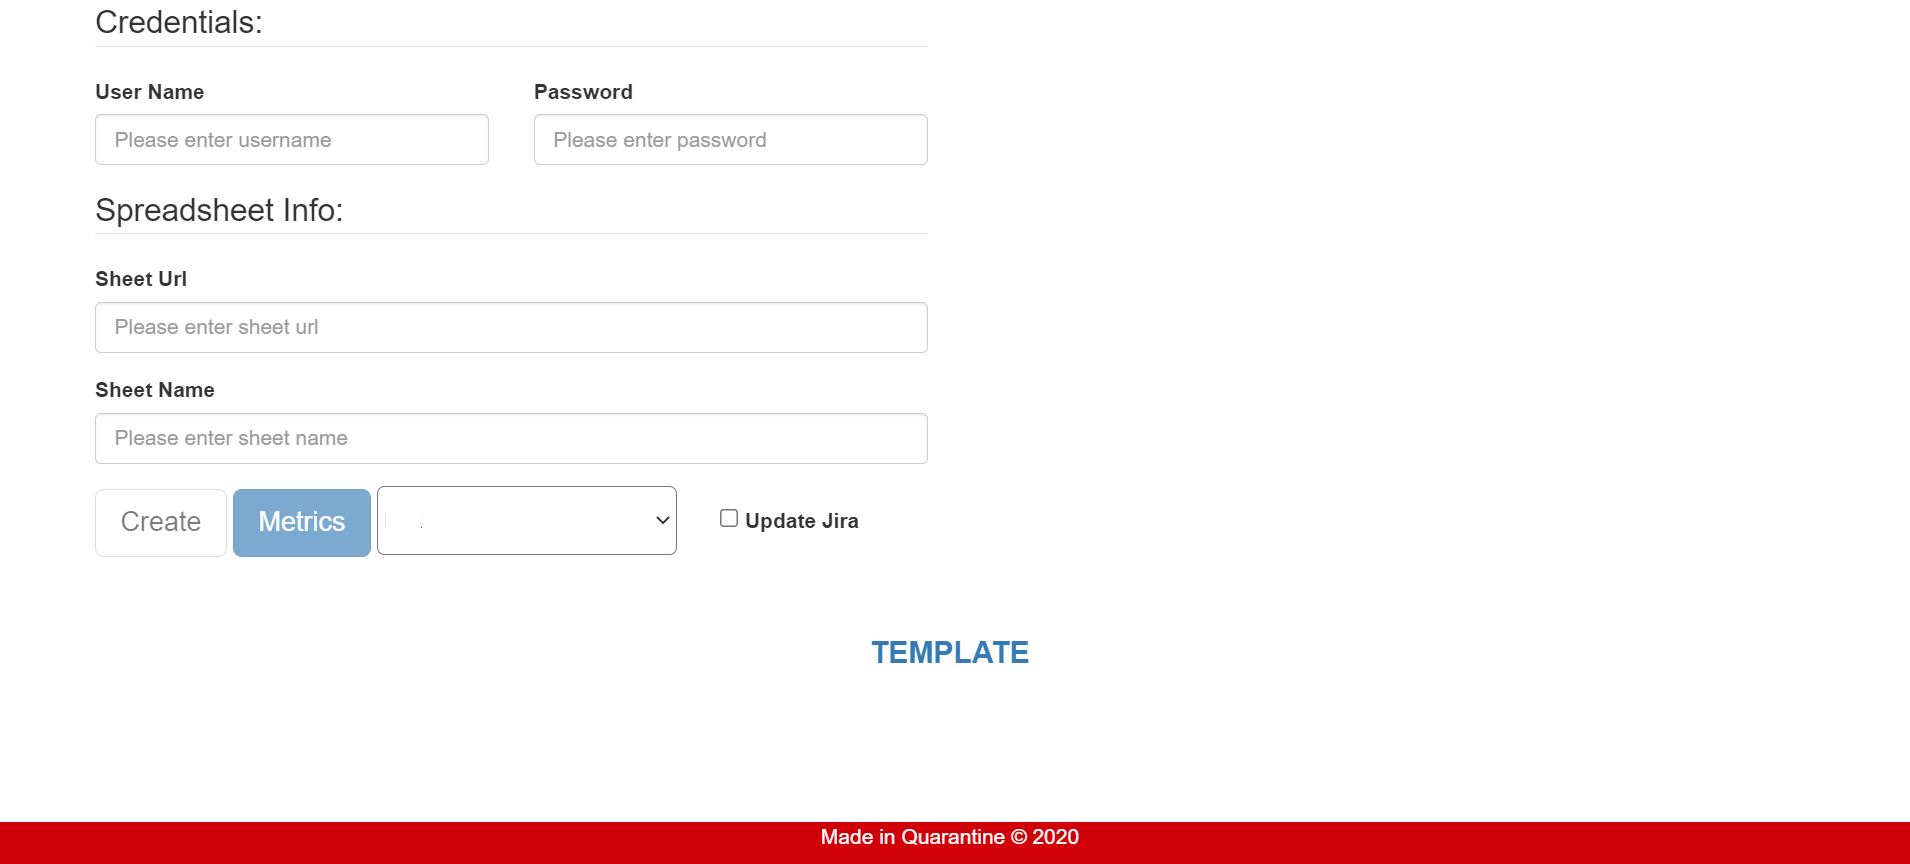 Credentials:
User Name Password
Please enter username Please enter password
Spreadsheet Info:
Sheet Url
Please enter sheet url
Sheet Name
Please enter sheet name
Create Metrics Update Jira
TEMPLATE
Made in Quarantine © 2020